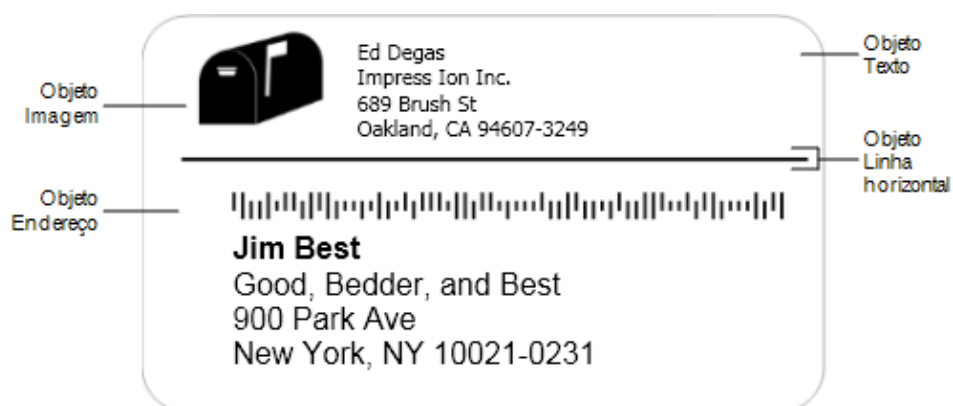 Objeto
Imagem
Ed Degas
Impress Ion Inc.
689 Brush St
Oakland, CA 94607-3249
Objeto
Texto
Objeto
Linha
horizontal
Objeto
Endereço
Jim Best
Good, Bedder, and Best
900 Park Ave
New York, NY 10021-0231